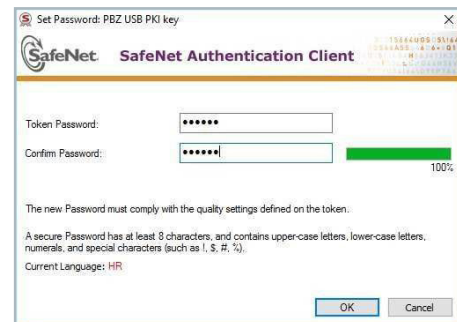 Set Password: PBZ USB PKI key
SafeNet.
SafeNet Authentication Client
Token Password:
••••••
Confirm Password:
••••••
100%
The new Password must comply with the quality settings defined on the token.
A secure Password has at least 8 characters, and contains upper-case letters, lower-case letters,
numerals, and special characters (such as !, $, #, %).
Current Language: HR
OK
Cancel